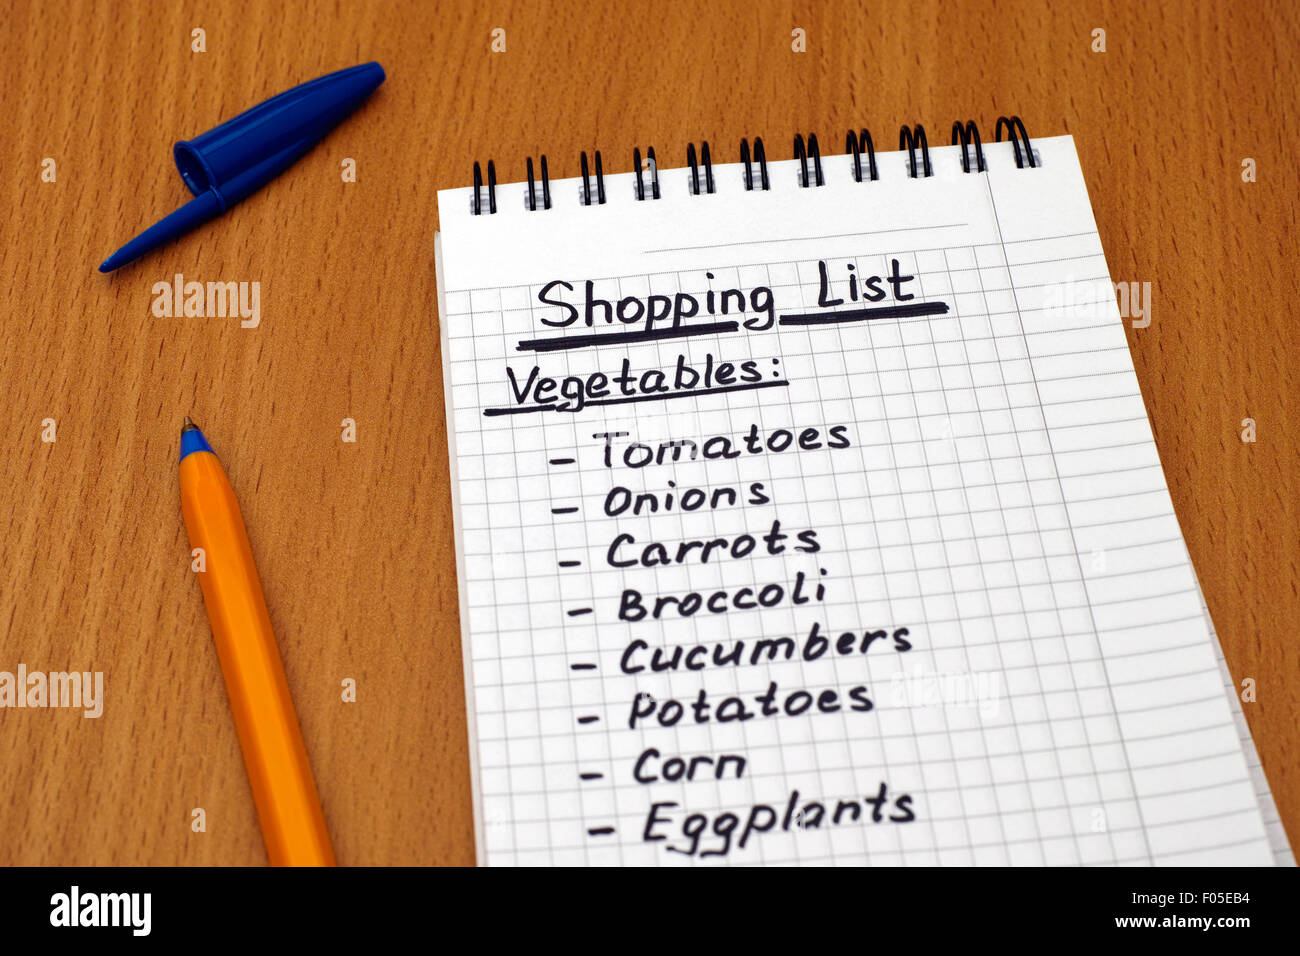 Shopping List
Vegetables:
- Tomatoes
- Onions
- Carrots
- Broccoli
- Cucumbers
- Potatoes
- Corn
- Eggplants
alamy
alamy
alamy
alamy
alamy
a
alamy
Image ID: F05EB4
www.alamy.com